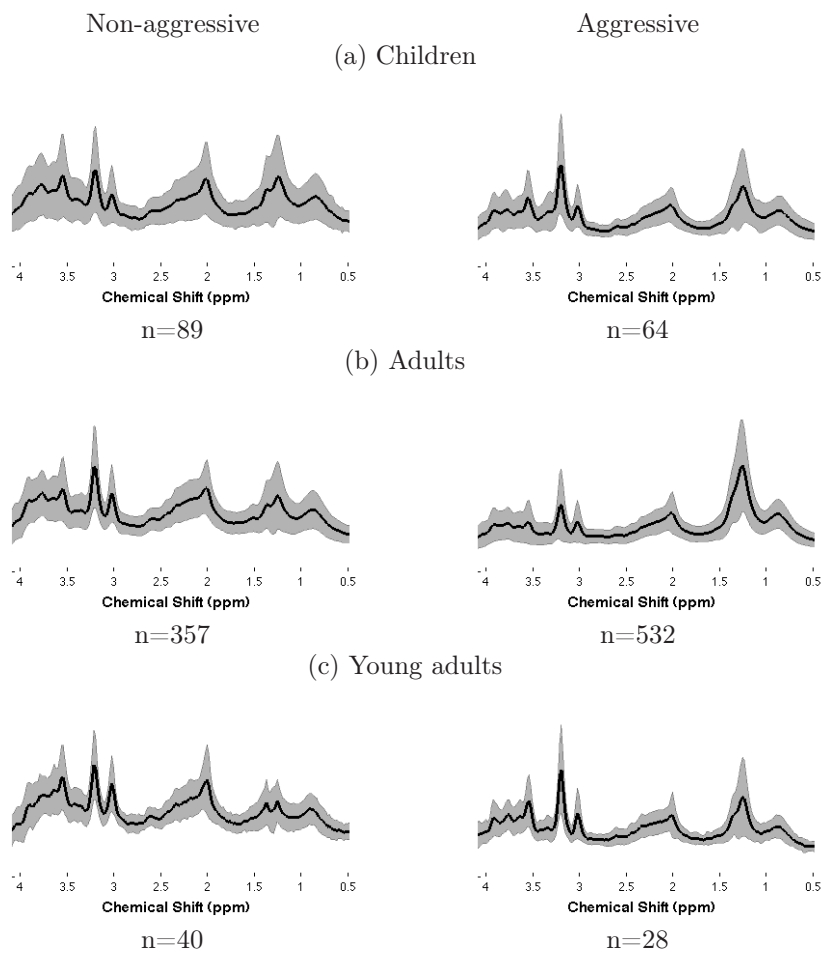 Non-aggressive Aggressive
(a) Children
4 3.5 3 2.5 2 1.5 1 0.5 4 3.5 3 2.5 2 1.5 1 0.5
Chemical Shift (ppm) Chemical Shift (ppm)
n=89 n=64
(b) Adults
4 3.5 3 2.5 2 1.5 1 0.5 4 3.5 3 2.5 2 1.5 1 0.5
Chemical Shift (ppm) Chemical Shift (ppm)
n=357 n=532
(c) Young adults
4 3.5 3 2.5 2 1.5 1 0.5 4 3.5 3 2.5 2 1.5 1 0.5
Chemical Shift (ppm) Chemical Shift (ppm)
n=40 n=28